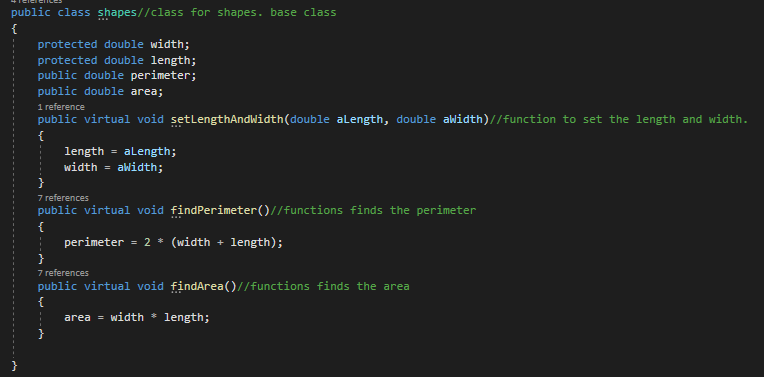 4 references
public class shapes//class for shapes. base class
{
protected double width;
protected double length;
public double perimeter;
public double area;
1 reference
public virtual void setLengthAndWidth(double aLength, double aWidth)//function to set the length and width.
{
length = aLength;
width = aWidth;
}
7 references
public virtual void findPerimeter()//functions finds the perimeter
{
perimeter = 2 * (width + length);
}
7 references
public virtual void findArea()//functions finds the area
{
area = width * length;
}
}